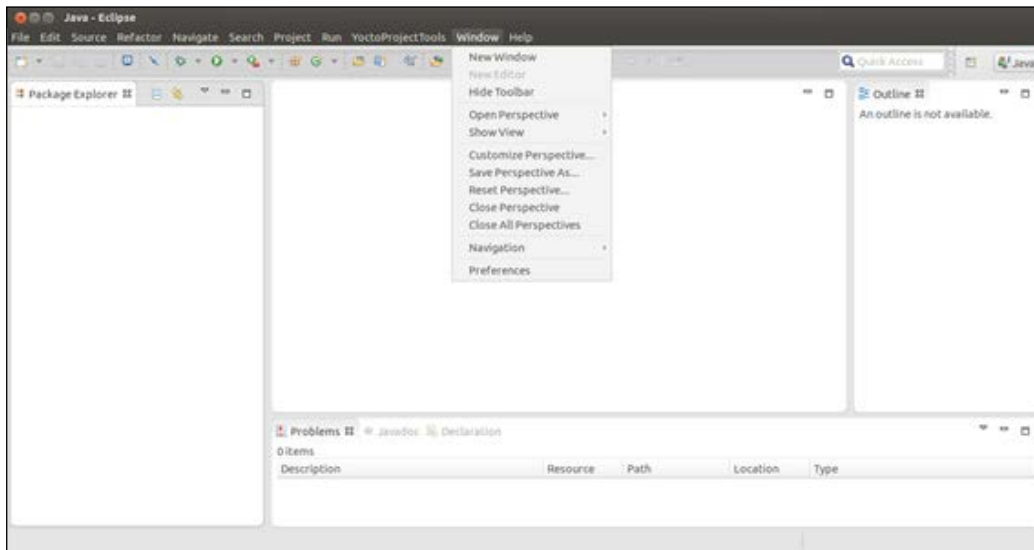 Java - Eclipse
File Edit Source Refactor Navigate Search Project Run YoctoProjectTools Window Help
New Window
New Editor
Hide Toolbar
Open Perspective
Show View
Customize Perspective...
Save Perspective As...
Reset Perspective...
Close Perspective
Close All Perspectives
Navigation
Preferences
Quick Access
Java
Package Explorer
Outline
An outline is not available.
Problems Javadoc Declaration
0 items
Description Resource Path Location Type